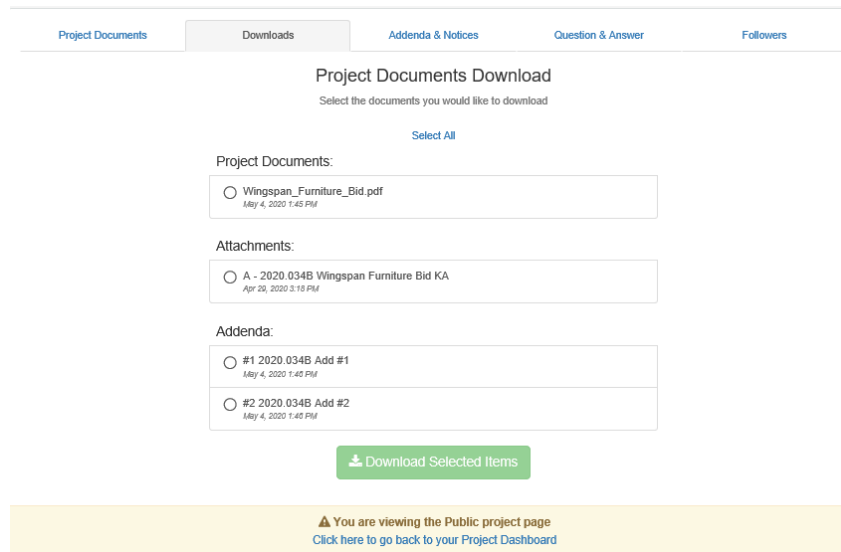 Project Documents Downloads Addenda & Notices Question & Answer Followers
Project Documents Download
Select the documents you would like to download
Select All
Project Documents:
Wingspan_Furniture_Bid.pdf
May 4, 2020 1:45 PM
Attachments:
A - 2020.034B Wingspan Furniture Bid KA
Apr 29, 2020 3:18 PM
Addenda:
#1 2020.034B Add #1
May 4, 2020 1:46 PM
#2 2020.034B Add #2
May 4, 2020 1:46 PM
Download Selected Items
You are viewing the Public project page
Click here to go back to your Project Dashboard